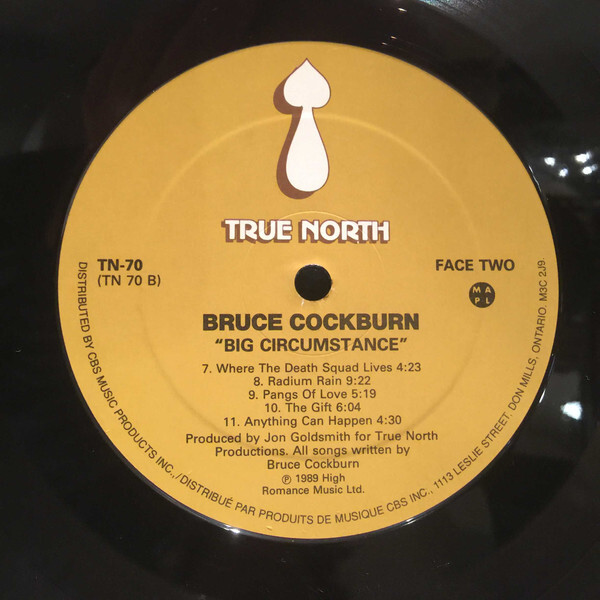 TRUE NORTH
TN-70
(TN 70 B)
FACE TWO
M A P L
BRUCE COCKBURN
"BIG CIRCUMSTANCE"
7. Where The Death Squad Lives 4:23
8. Radium Rain 9:22
9. Pangs Of Love 5:19
10. The Gift 6:04
11. Anything Can Happen 4:30
Produced by Jon Goldsmith for True North
Productions. All songs written by
Bruce Cockburn
℗ 1989 High
Romance Music Ltd.
DISTRIBUTED BY CBS MUSIC PRODUCTS INC., / DISTRIBUÉ PAR PRODUITS DE MUSIQUE CBS INC., 1113 LESLIE STREET, DON MILLS, ONTARIO. M3C 2J9.